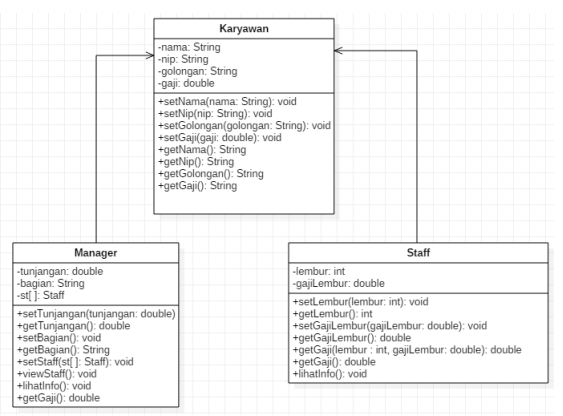 Karyawan
-nama: String
-nip: String
-golongan: String
-gaji: double
+setNama(nama: String): void
+setNip(nip: String): void
+setGolongan(golongan: String): void
+setGaji(gaji: double): void
+getNama(): String
+getNip(): String
+getGolongan(): String
+getGaji(): String
Manager
-tunjangan: double
-bagian: String
-st[ ]: Staff
+setTunjangan(tunjangan: double)
+getTunjangan(): double
+setBagian(): void
+getBagian(): String
+setStaff(st[ ]: Staff): void
+viewStaff(): void
+lihatInfo(): void
+getGaji(): double
Staff
-lembur: int
-gajiLembur: double
+setLembur(lembur: int): void
+getLembur(): int
+setGajiLembur(gajiLembur: double): void
+getGajiLembur(): double
+getGaji(lembur : int, gajiLembur: double): double
+getGaji(): double
+lihatInfo(): void